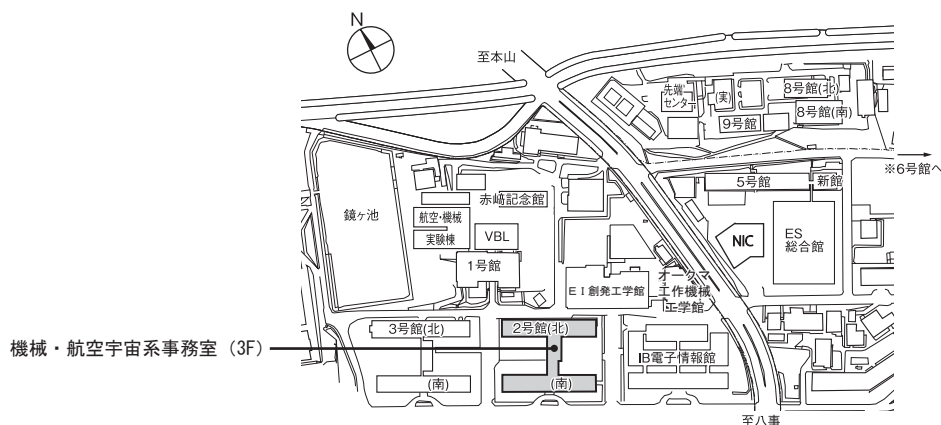 N
至本山
先端
センター
(実)
8号館(北)
8号館(南)
9号館
※6号館へ
5号館
新館
鏡ヶ池
赤﨑記念館
航空・機械
実験棟
VBL
1号館
NIC
ES
総合館
EI創発工学館
オークマ
工作機械
工学館
3号館(北)
2号館(北)
機械・航空宇宙系事務室（3F）
IB電子情報館
(南)
(南)
至八事